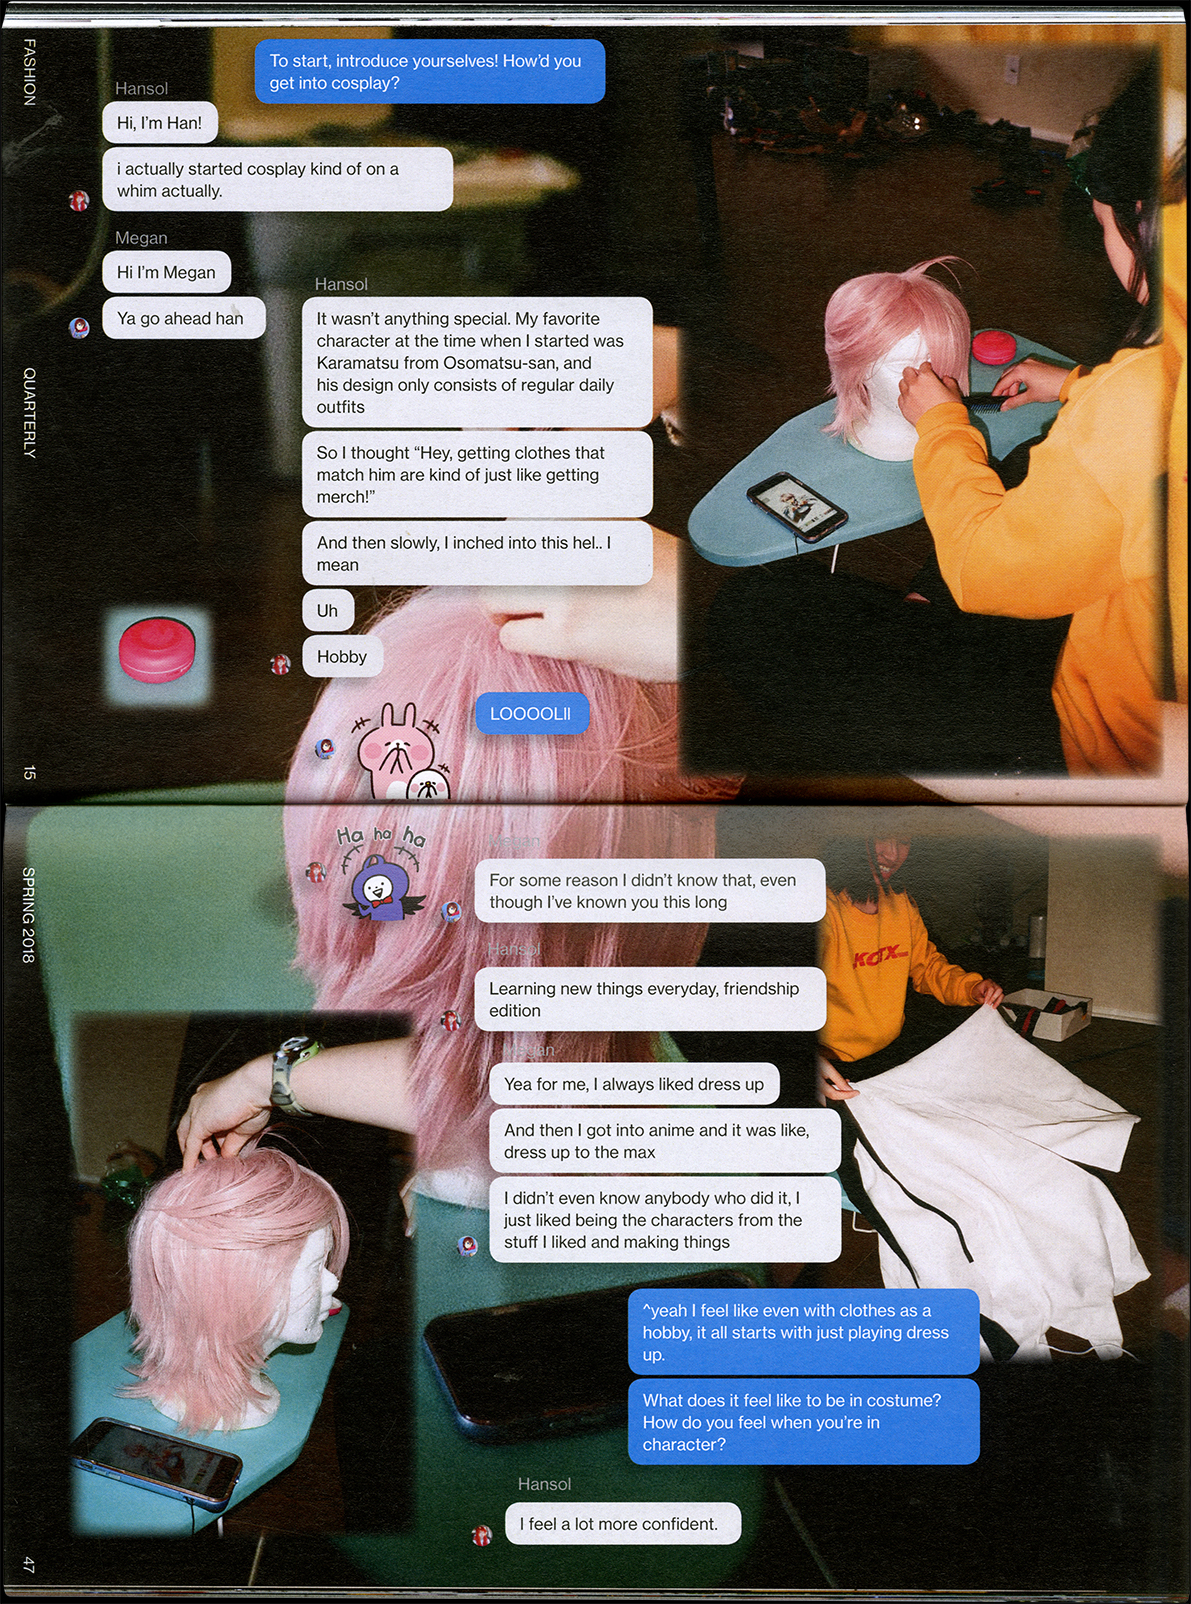 FASHION
QUARTERLY
15
To start, introduce yourselves! How'd you
get into cosplay?
Hansol
Hi, I'm Han!
i actually started cosplay kind of on a
whim actually.
Megan
Hi I'm Megan
Ya go ahead han
Hansol
It wasn't anything special. My favorite
character at the time when I started was
Karamatsu from Osomatsu-san, and
his design only consists of regular daily
outfits
So I thought “Hey, getting clothes that
match him are kind of just like getting
merch!”
And then slowly, I inched into this hel.. I
mean
Uh
Hobby
LOOOOLII
SPRING 2018
47
Ha ha ha
Megan
For some reason I didn't know that, even
though I've known you this long
Hansol
Learning new things everyday, friendship
edition
Megan
Yea for me, I always liked dress up
And then I got into anime and it was like,
dress up to the max
I didn't even know anybody who did it, I
just liked being the characters from the
stuff I liked and making things
^yeah I feel like even with clothes as a
hobby, it all starts with just playing dress
up.
What does it feel like to be in costume?
How do you feel when you're in
character?
Hansol
I feel a lot more confident.